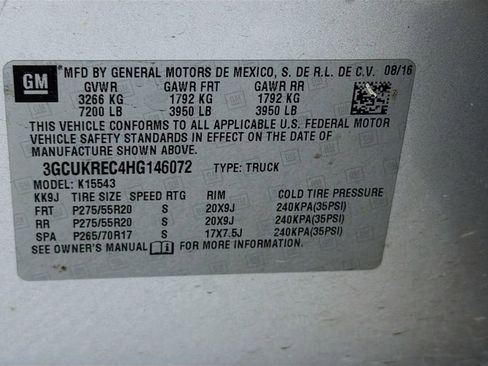 GM
MFD BY GENERAL MOTORS DE MEXICO, S. DE R.L. DE C.V. 08/16
GVWR GAWR FRT GAWR RR
3266 KG 1792 KG 1792 KG
7200 LB 3950 LB 3950 LB
THIS VEHICLE CONFORMS TO ALL APPLICABLE U.S. FEDERAL MOTOR
VEHICLE SAFETY STANDARDS IN EFFECT ON THE DATE OF
MANUFACTURE SHOWN ABOVE.
3GCUKREC4HG146072 TYPE: TRUCK
MODEL: K15543
KK9J TIRE SIZE SPEED RTG RIM COLD TIRE PRESSURE
FRT P275/55R20 S 20X9J 240KPA(35PSI)
RR P275/55R20 S 20X9J 240KPA(35PSI)
SPA P265/70R17 S 17X7.5J 240KPA(35PSI)
SEE OWNER'S MANUAL FOR MORE INFORMATION.